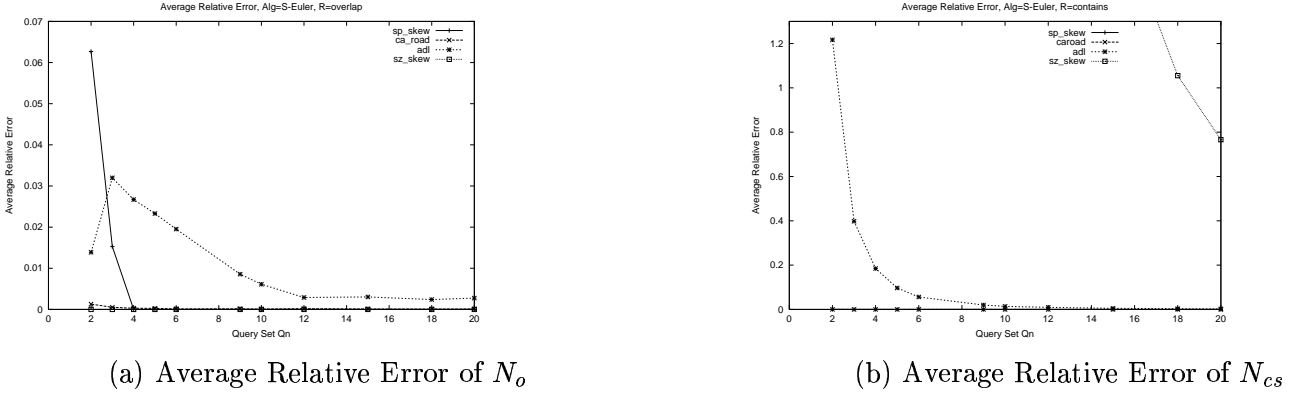 Average Relative Error, Alg=S-Euler, R=overlap
0.07
0.06
0.05
0.04
0.03
0.02
0.01
0
Average Relative Error
sp_skew
ca_road
adl
sz_skew
0 2 4 6 8 10 12 14 16 18 20
Query Set Qn
(a) Average Relative Error of N_o
Average Relative Error, Alg=S-Euler, R=contains
1.2
1
0.8
0.6
0.4
0.2
0
Average Relative Error
sp_skew
caroad
adl
sz_skew
0 2 4 6 8 10 12 14 16 18 20
Query Set Qn
(b) Average Relative Error of N_cs